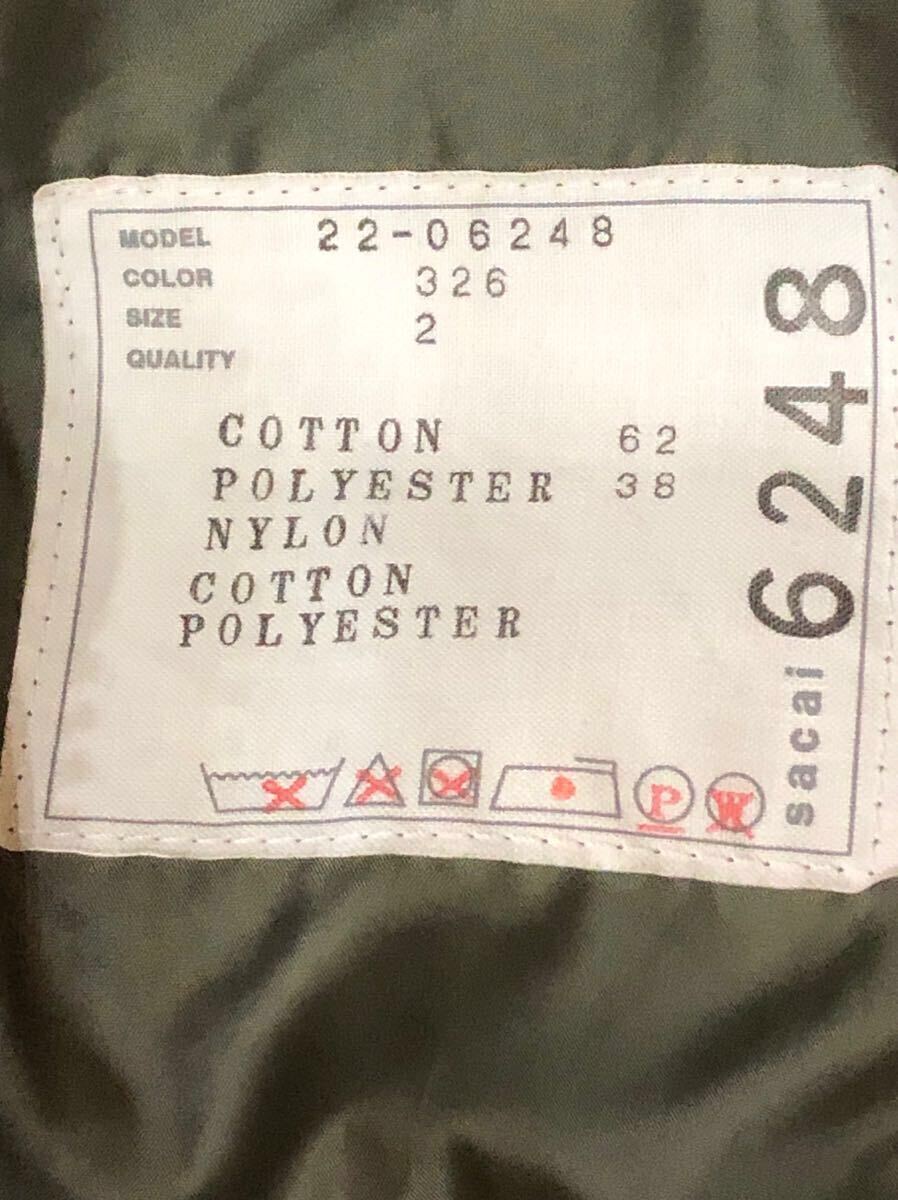 MODEL 22-06248
COLOR 326
SIZE 2
QUALITY
COTTON 62
POLYESTER 38
NYLON
COTTON
POLYESTER
P
W
sacai 6248